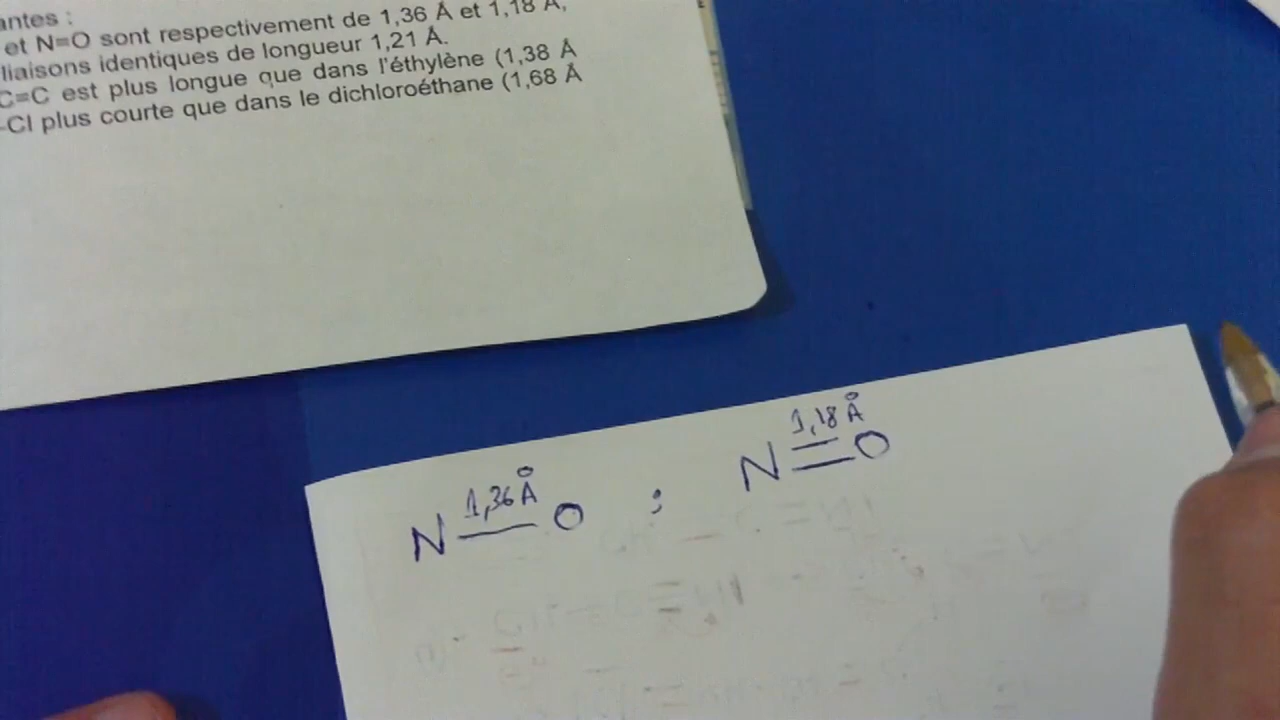 antes :
et N=O sont respectivement de 1,36 Å et 1,18 Å,
liaisons identiques de longueur 1,21 Å.
C=C est plus longue que dans l'éthylène (1,38 Å
-Cl plus courte que dans le dichloroéthane (1,68 Å
N —1,36 Å— O ; N =1,18 Å= O